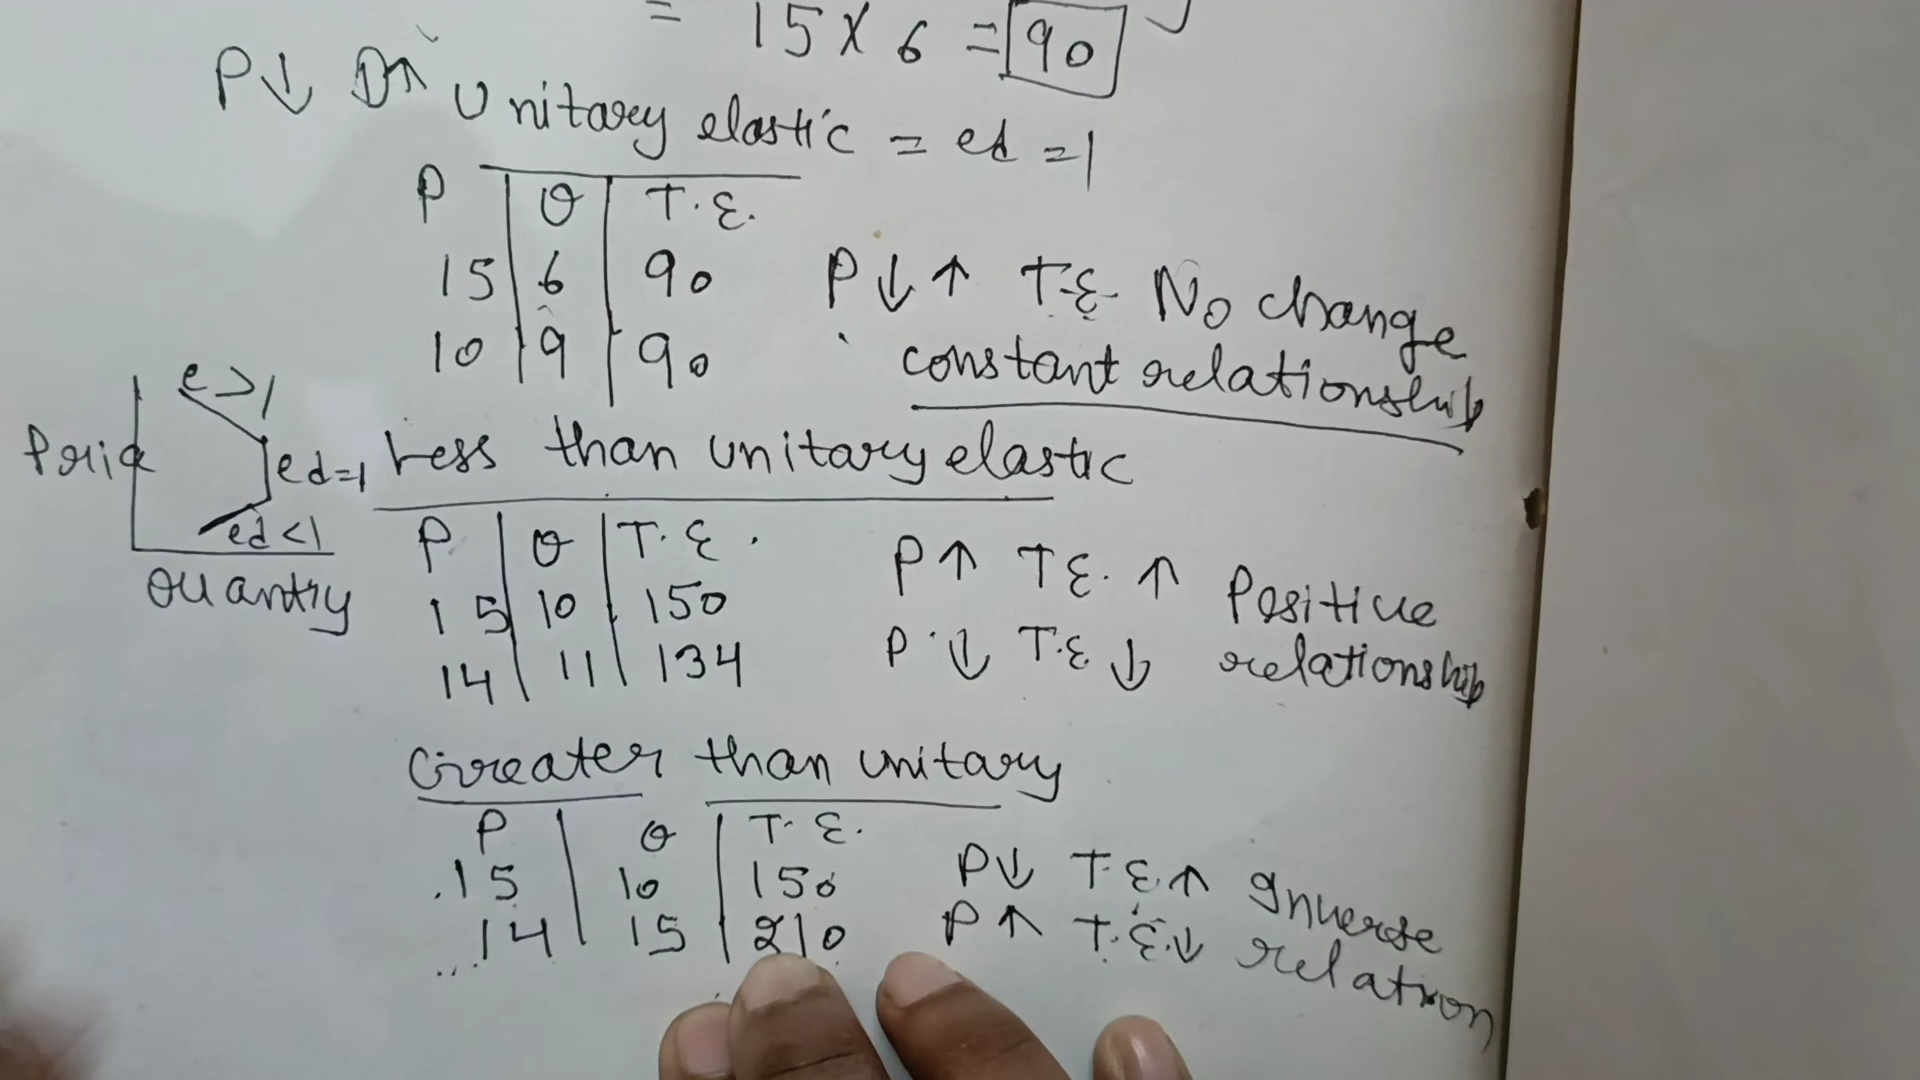 = 15 X 6 = 90
P↓ D↑ Unitary elastic = ed =1
P Q T.E.
15 6 90
10 9 90
P↓↑ T.E. No change
constant relationship
e>1
Price
ed=1
ed<1
Quantity
Less than unitary elastic
P Q T.E.
15 10 150
14 11 134
P↑ T.E.↑ Positive
P↓ T.E.↓ relationship
Greater than unitary
P Q T.E.
15 10 150
14 15 210
P↓ T.E.↑ Inverse
P↑ T.E.↓ relation